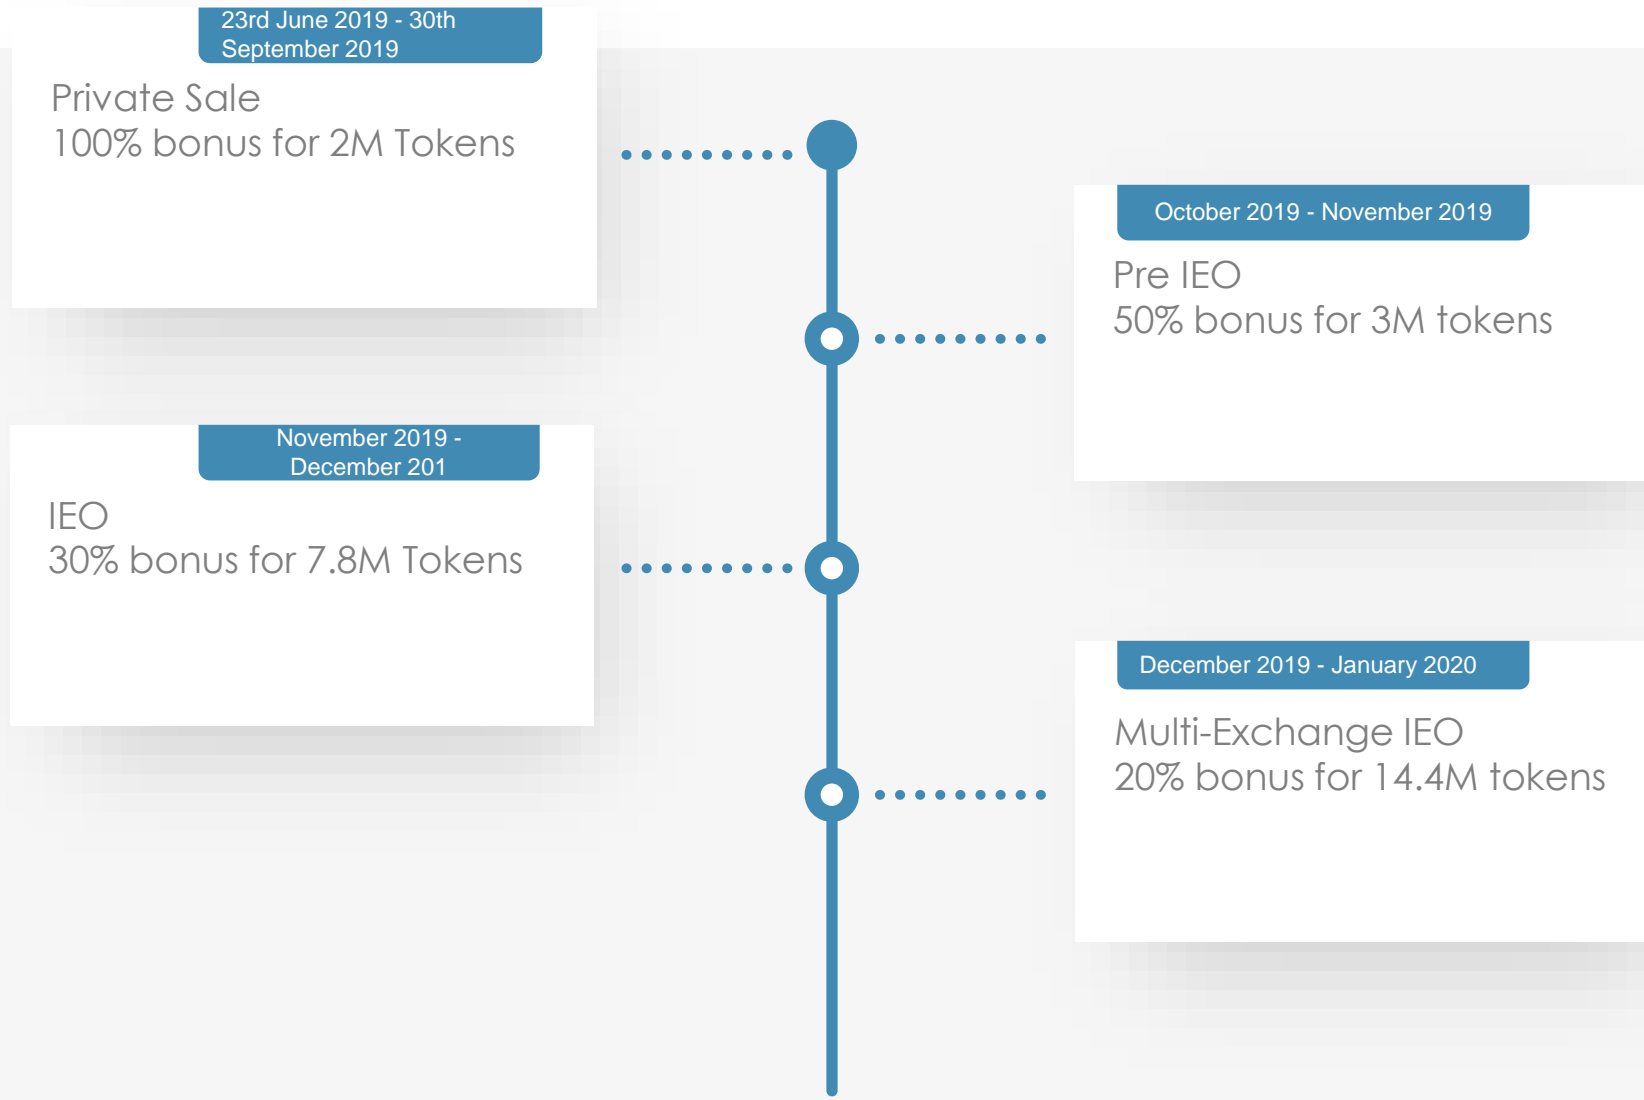 23rd June 2019 - 30th
September 2019
Private Sale
100% bonus for 2M Tokens
October 2019 - November 2019
Pre IEO
50% bonus for 3M tokens
November 2019 -
December 201
IEO
30% bonus for 7.8M Tokens
December 2019 - January 2020
Multi-Exchange IEO
20% bonus for 14.4M tokens